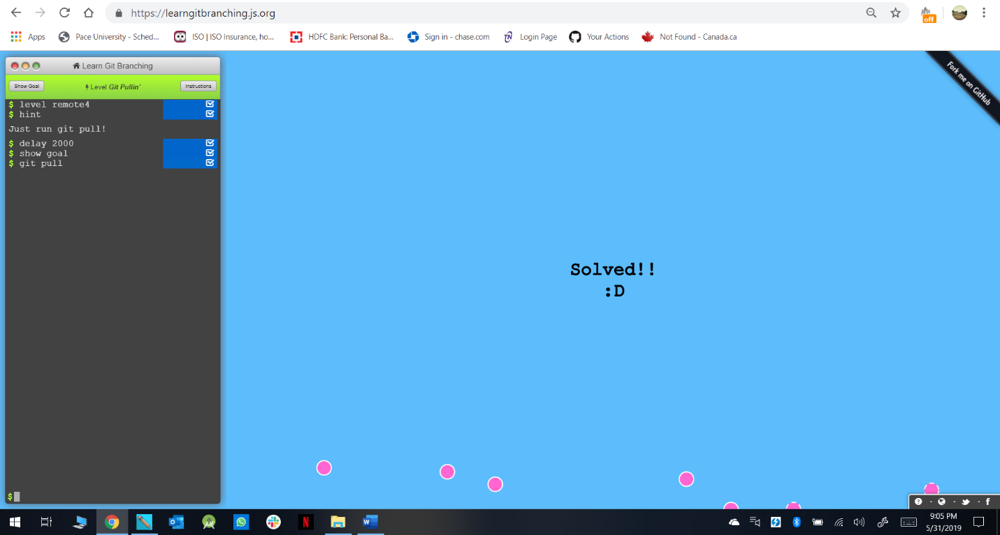 https://learngitbranching.js.org
off
Apps
Pace University - Sched...
ISO | ISO Insurance, ho...
HDFC Bank: Personal Ba...
Sign in - chase.com
Login Page
Your Actions
Not Found - Canada.ca
Learn Git Branching
Show Goal
Level Git Pullin'
Instructions
$ level remote4
$ hint
Just run git pull!
$ delay 2000
$ show goal
$ git pull
Fork me on GitHub
Solved!!
:D
$
9:05 PM
5/31/2019